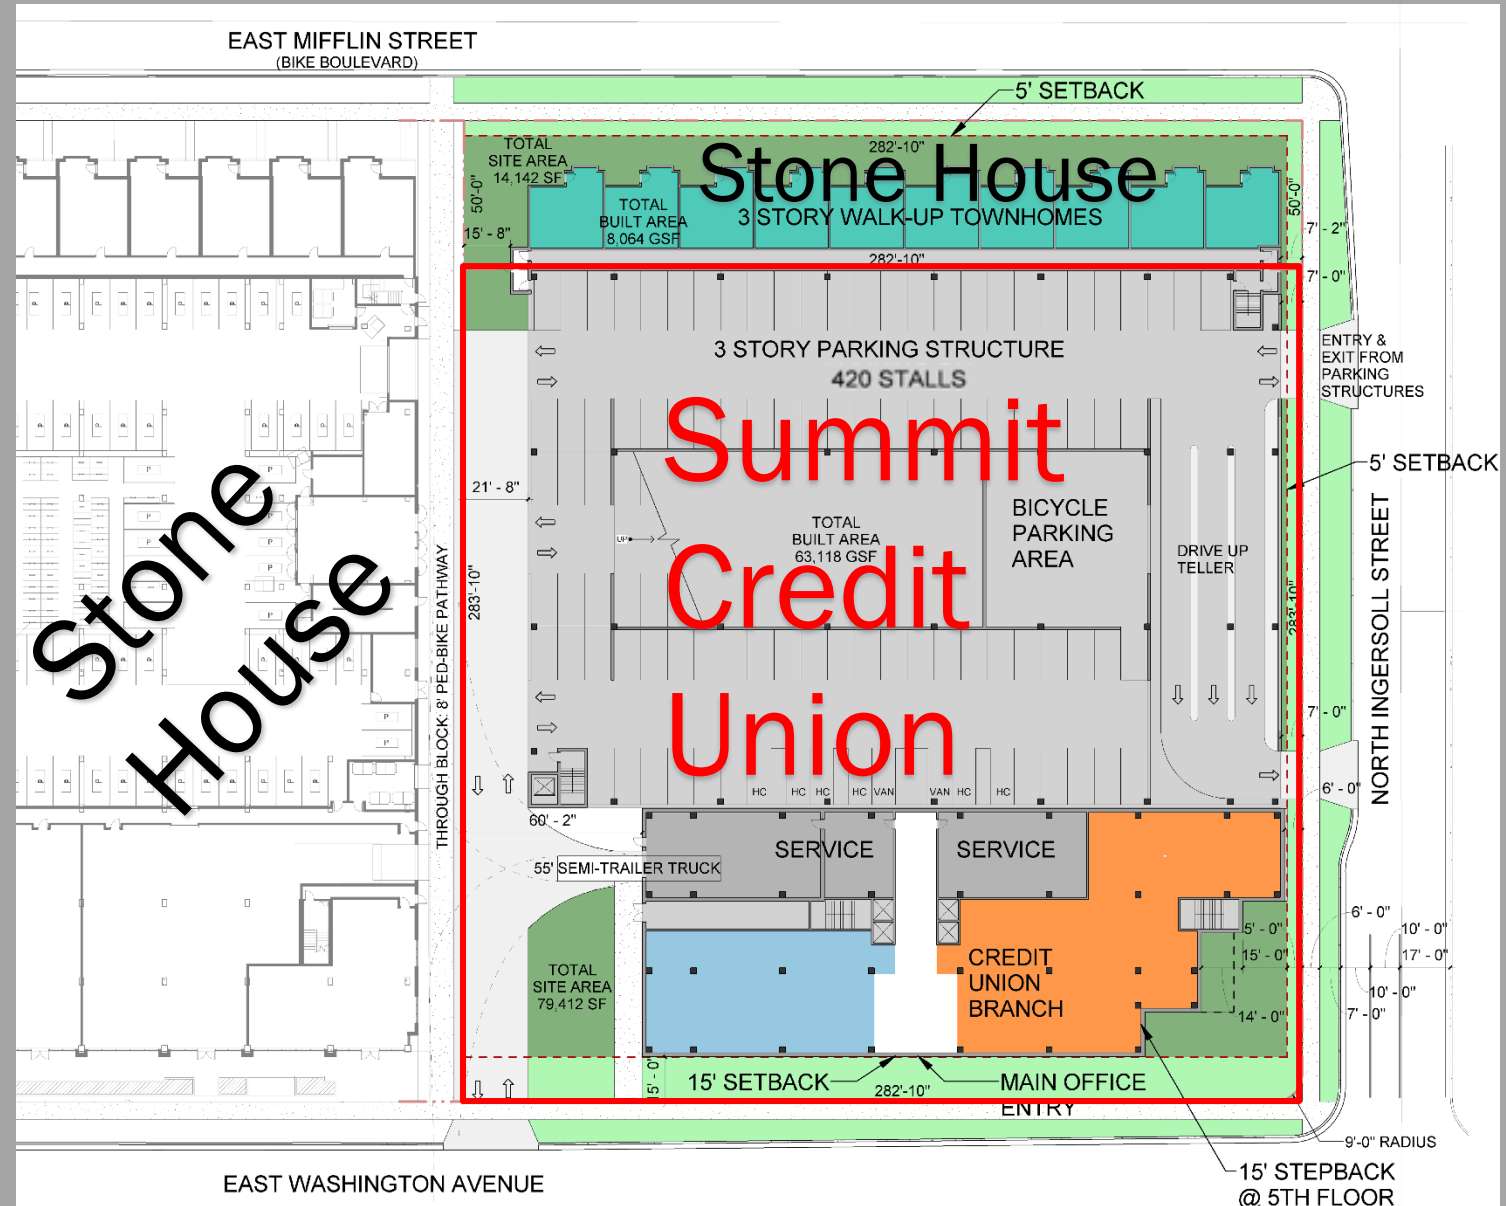 EAST MIFFLIN STREET
(BIKE BOULEVARD)
5' SETBACK
TOTAL
SITE AREA
14,142 SF
282'-10"
Stone House
50'-0"
50'-0"
TOTAL
BUILT AREA
8,064 GSF
3 STORY WALK-UP TOWNHOMES
15' - 8"
7' - 2"
282'-10"
7' - 0"
3 STORY PARKING STRUCTURE
420 STALLS
ENTRY &
EXIT FROM
PARKING
STRUCTURES
Summit
Credit
Union
5' SETBACK
21' - 8"
TOTAL
BUILT AREA
63,118 GSF
BICYCLE
PARKING
AREA
UP
DRIVE UP
TELLER
Stone
House
THROUGH BLOCK: 8' PED-BIKE PATHWAY
283'-10"
283'-10"
NORTH INGERSOLL STREET
7' - 0"
HC
HC
HC
HC
VAN
VAN
HC
HC
6' - 0"
60' - 2"
SERVICE
SERVICE
55' SEMI-TRAILER TRUCK
6' - 0"
5' - 0"
10' - 0"
15' - 0"
17' - 0"
CREDIT
UNION
BRANCH
TOTAL
SITE AREA
79,412 SF
10' - 0"
7' - 0"
14' - 0"
15' - 0"
15' SETBACK
282'-10"
MAIN OFFICE
ENTRY
9'-0" RADIUS
15' STEPBACK
@ 5TH FLOOR
EAST WASHINGTON AVENUE